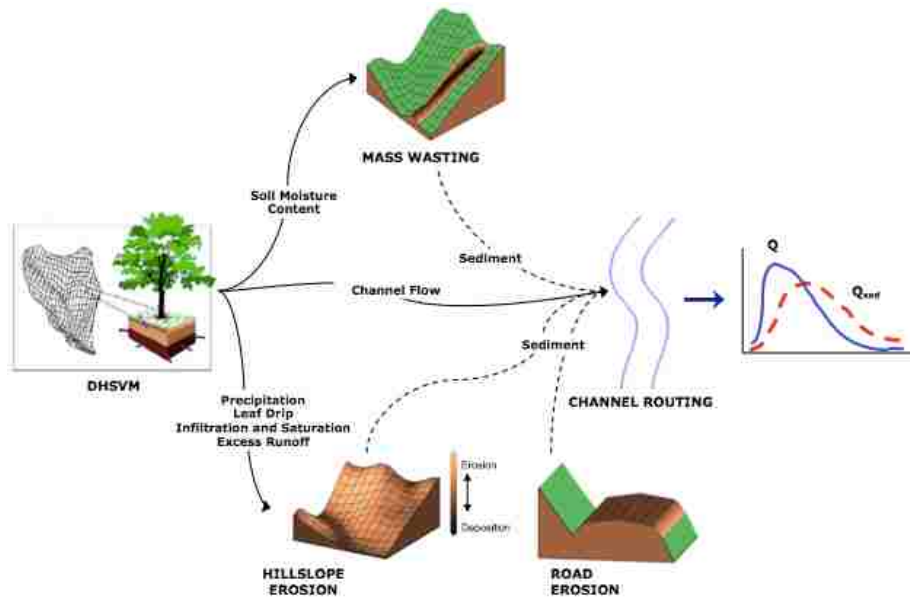 MASS WASTING
Soil Moisture
Content
Sediment
Channel Flow
Q
Qsed
Sediment
DHSVM
CHANNEL ROUTING
Precipitation
Leaf Drip
Infiltration and Saturation
Excess Runoff
Erosion
Deposition
HILLSLOPE
EROSION
ROAD
EROSION